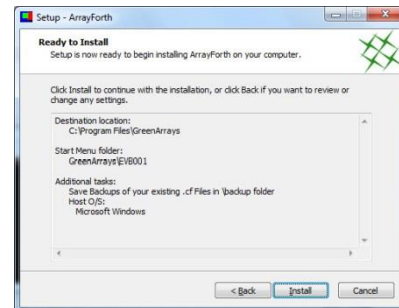 Setup - ArrayForth
Ready to Install
Setup is now ready to begin installing ArrayForth on your computer.
Click Install to continue with the installation, or click Back if you want to review or
change any settings.
Destination location:
C:\Program Files\GreenArrays
Start Menu folder:
GreenArrays\EVB001
Additional tasks:
Save Backups of your existing .cf Files in \backup folder
Host O/S:
Microsoft Windows
< Back
Install
Cancel